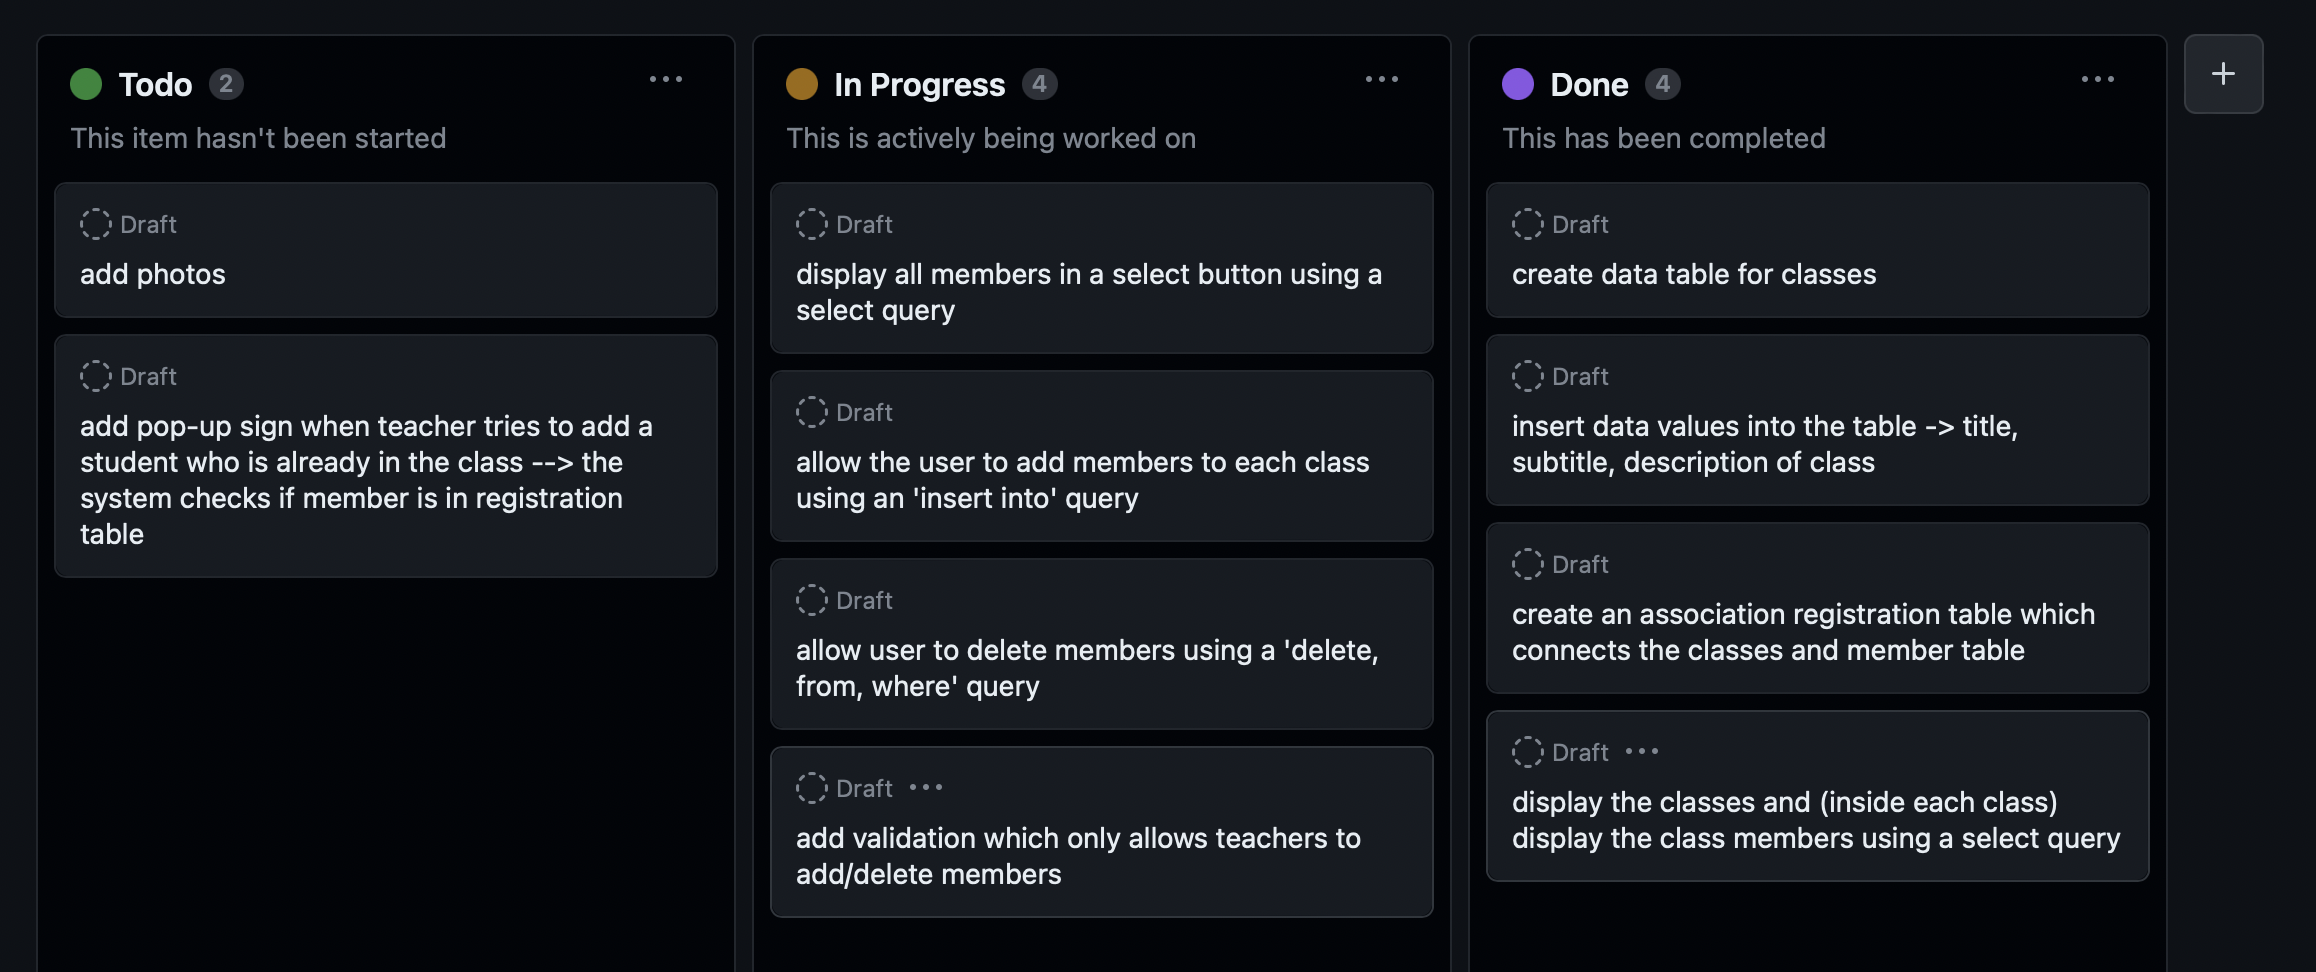 Todo 2
This item hasn't been started
Draft
add photos
Draft
add pop-up sign when teacher tries to add a
student who is already in the class --> the
system checks if member is in registration
table
In Progress 4
This is actively being worked on
Draft
display all members in a select button using a
select query
Draft
allow the user to add members to each class
using an 'insert into' query
Draft
allow user to delete members using a 'delete,
from, where' query
Draft
add validation which only allows teachers to
add/delete members
Done 4
This has been completed
Draft
create data table for classes
Draft
insert data values into the table -> title,
subtitle, description of class
Draft
create an association registration table which
connects the classes and member table
Draft
display the classes and (inside each class)
display the class members using a select query